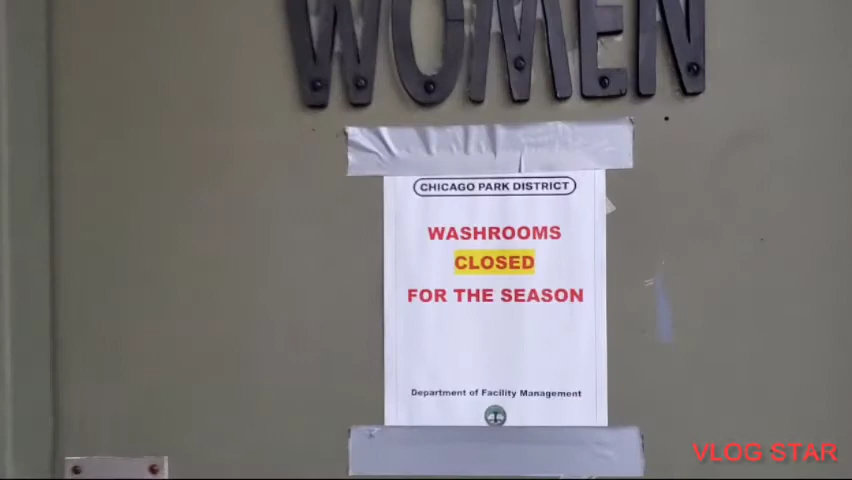 WOMEN
CHICAGO PARK DISTRICT
WASHROOMS
CLOSED
FOR THE SEASON
Department of Facility Management
VLOG STAR